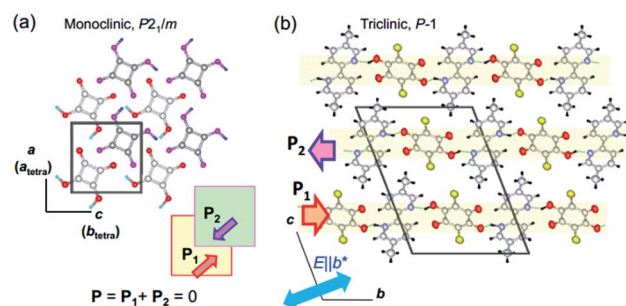 (a) Monoclinic, P2₁/m
a
(a_tetra)
c
(b_tetra)
P₂
P₁
P = P₁+ P₂ = 0
(b) Triclinic, P-1
P₂
P₁
c
E||b*
b